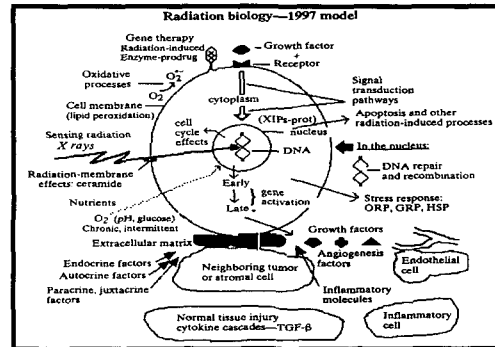 Radiation biology—1997 model
Gene therapy
Radiation-induced
Enzyme-prodrug
Growth factor
+
Receptor
Oxidative
processes
O₂⁻
O₂
Cell membrane
(lipid peroxidation)
cytoplasm
Signal
transduction
pathways
(XIPs-prot)
nucleus
Apoptosis and other
radiation-induced processes
Sensing radiation
X rays
cell
cycle
effects
DNA
In the nucleus:
DNA repair
and recombination
Radiation-membrane
effects: ceramide
Early
Late
gene
activation
Stress response:
ORP, GRP, HSP
Nutrients
O₂ (pH, glucose)
Chronic, intermittent
Extracellular matrix
Growth factors
Angiogenesis
factors
Endothelial
cell
Endocrine factors
Autocrine factors
Paracrine, juxtacrine
factors
Neighboring tumor
or stromal cell
Inflammatory
molecules
Normal tissue injury
cytokine cascades—TGF-β
Inflammatory
cell